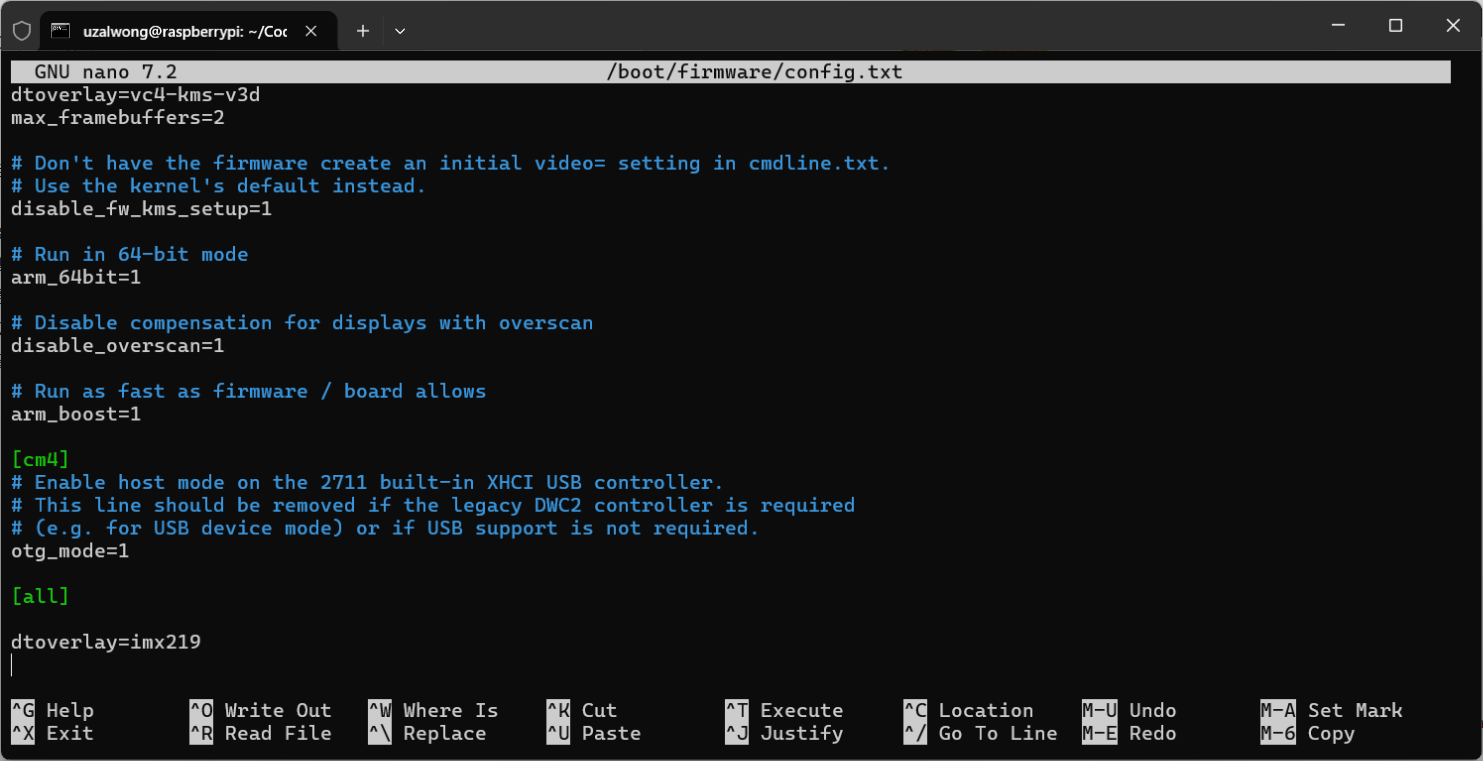 uzalwong@raspberrypi: ~/Coc
GNU nano 7.2 /boot/firmware/config.txt
dtoverlay=vc4-kms-v3d
max_framebuffers=2
# Don't have the firmware create an initial video= setting in cmdline.txt.
# Use the kernel's default instead.
disable_fw_kms_setup=1
# Run in 64-bit mode
arm_64bit=1
# Disable compensation for displays with overscan
disable_overscan=1
# Run as fast as firmware / board allows
arm_boost=1
[cm4]
# Enable host mode on the 2711 built-in XHCI USB controller.
# This line should be removed if the legacy DWC2 controller is required
# (e.g. for USB device mode) or if USB support is not required.
otg_mode=1
[all]
dtoverlay=imx219
^G Help ^O Write Out ^W Where Is ^K Cut ^T Execute ^C Location M-U Undo M-A Set Mark
^X Exit ^R Read File ^\ Replace ^U Paste ^J Justify ^/ Go To Line M-E Redo M-6 Copy